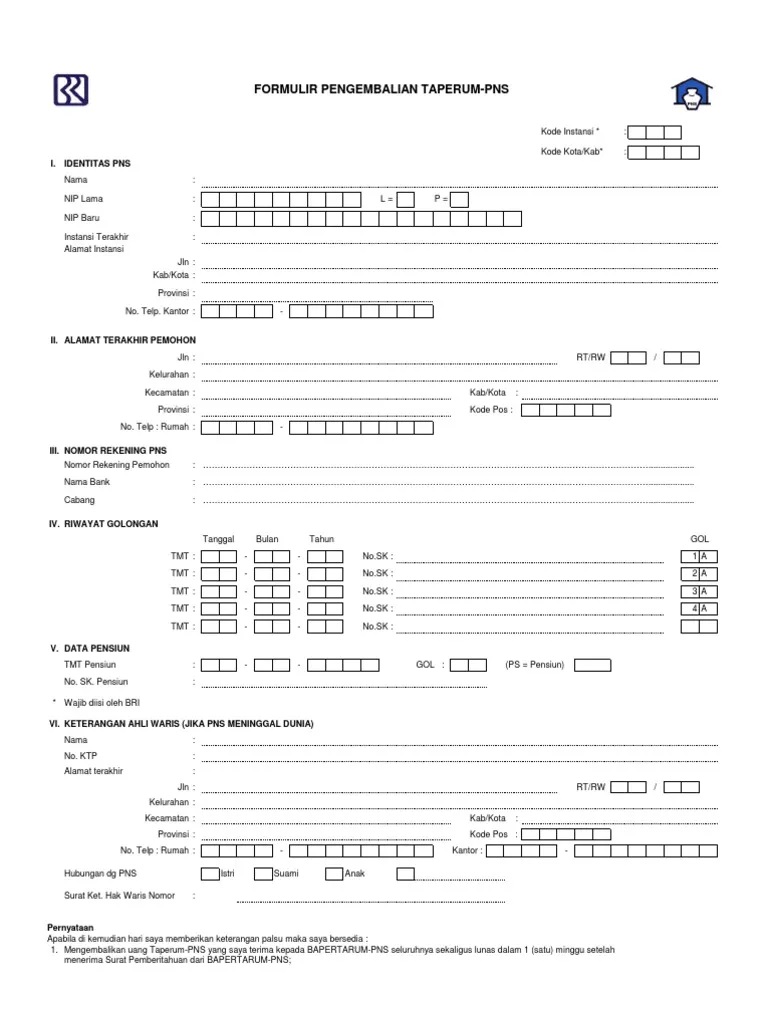 FORMULIR PENGEMBALIAN TAPERUM-PNS
PNS
Kode Instansi * :
Kode Kota/Kab* :
I. IDENTITAS PNS
Nama :
NIP Lama : L = P =
NIP Baru :
Instansi Terakhir :
Alamat Instansi
Jln :
Kab/Kota :
Provinsi :
No. Telp. Kantor : -
II. ALAMAT TERAKHIR PEMOHON
Jln : RT/RW /
Kelurahan :
Kecamatan : Kab/Kota :
Provinsi : Kode Pos :
No. Telp : Rumah : -
III. NOMOR REKENING PNS
Nomor Rekening Pemohon :
Nama Bank :
Cabang :
IV. RIWAYAT GOLONGAN
Tanggal Bulan Tahun GOL
TMT : - - No.SK : 1 A
TMT : - - No.SK : 2 A
TMT : - - No.SK : 3 A
TMT : - - No.SK : 4 A
TMT : - - No.SK :
V. DATA PENSIUN
TMT Pensiun : - - GOL : (PS = Pensiun)
No. SK. Pensiun :
* Wajib diisi oleh BRI
VI. KETERANGAN AHLI WARIS (JIKA PNS MENINGGAL DUNIA)
Nama :
No. KTP :
Alamat terakhir :
Jln : RT/RW /
Kelurahan :
Kecamatan : Kab/Kota :
Provinsi : Kode Pos :
No. Telp : Rumah : - Kantor : -
Hubungan dg PNS Istri Suami Anak
Surat Ket. Hak Waris Nomor :
Pernyataan
Apabila di kemudian hari saya memberikan keterangan palsu maka saya bersedia :
1. Mengembalikan uang Taperum-PNS yang saya terima kepada BAPERTARUM-PNS seluruhnya sekaligus lunas dalam 1 (satu) minggu setelah
menerima Surat Pemberitahuan dari BAPERTARUM-PNS;